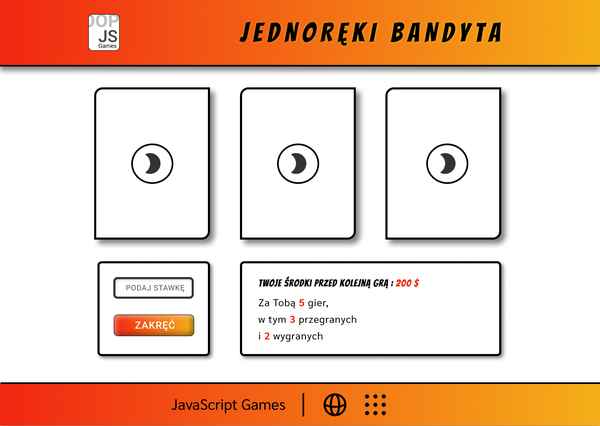 OOP
JS
Games
JEDNORĘKI BANDYTA
PODAJ STAWKĘ
ZAKRĘĆ
TWOJE ŚRODKI PRZED KOLEJNĄ GRĄ : 200 $
Za Tobą 5 gier,
w tym 3 przegranych
i 2 wygranych
JavaScript Games